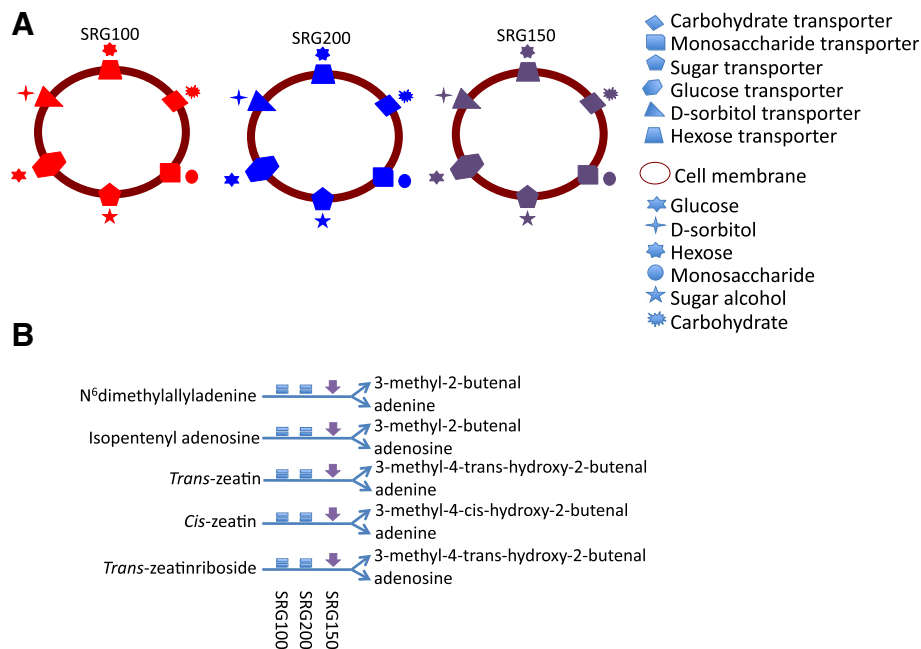 A
SRG100
SRG200
SRG150
Carbohydrate transporter
Monosaccharide transporter
Sugar transporter
Glucose transporter
D-sorbitol transporter
Hexose transporter
Cell membrane
Glucose
D-sorbitol
Hexose
Monosaccharide
Sugar alcohol
Carbohydrate
B
N⁶dimethylallyladenine
3-methyl-2-butenal
adenine
Isopentenyl adenosine
3-methyl-2-butenal
adenosine
Trans-zeatin
3-methyl-4-trans-hydroxy-2-butenal
adenine
Cis-zeatin
3-methyl-4-cis-hydroxy-2-butenal
adenine
Trans-zeatinriboside
3-methyl-4-trans-hydroxy-2-butenal
adenosine
SRG100
SRG200
SRG150